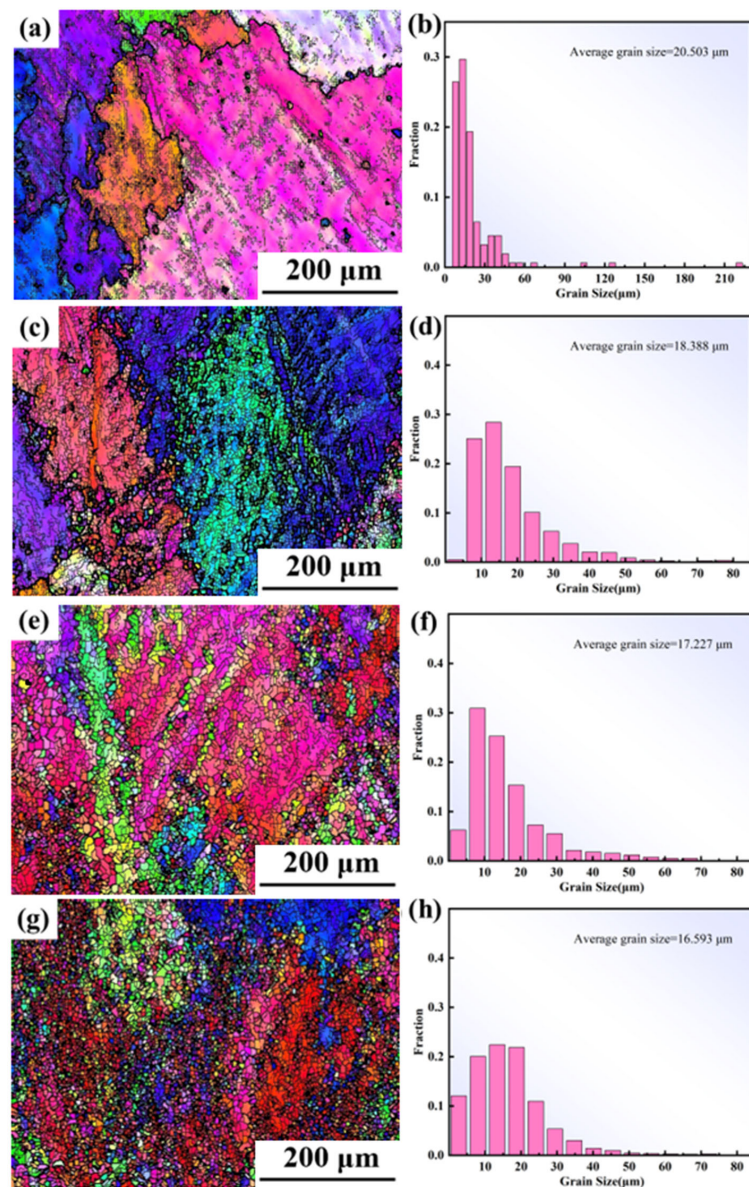 (a)
200 μm
(b)
Average grain size=20.503 μm
Fraction
0.3
0.2
0.1
0.0
0 30 60 90 120 150 180 210
Grain Size(μm)
(c)
200 μm
(d)
Average grain size=18.388 μm
Fraction
0.4
0.3
0.2
0.1
0.0
10 20 30 40 50 60 70 80
Grain Size(μm)
(e)
200 μm
(f)
Average grain size=17.227 μm
Fraction
0.4
0.3
0.2
0.1
0.0
10 20 30 40 50 60 70 80
Grain Size(μm)
(g)
200 μm
(h)
Average grain size=16.593 μm
Fraction
0.4
0.3
0.2
0.1
0.0
10 20 30 40 50 60 70 80
Grain Size(μm)